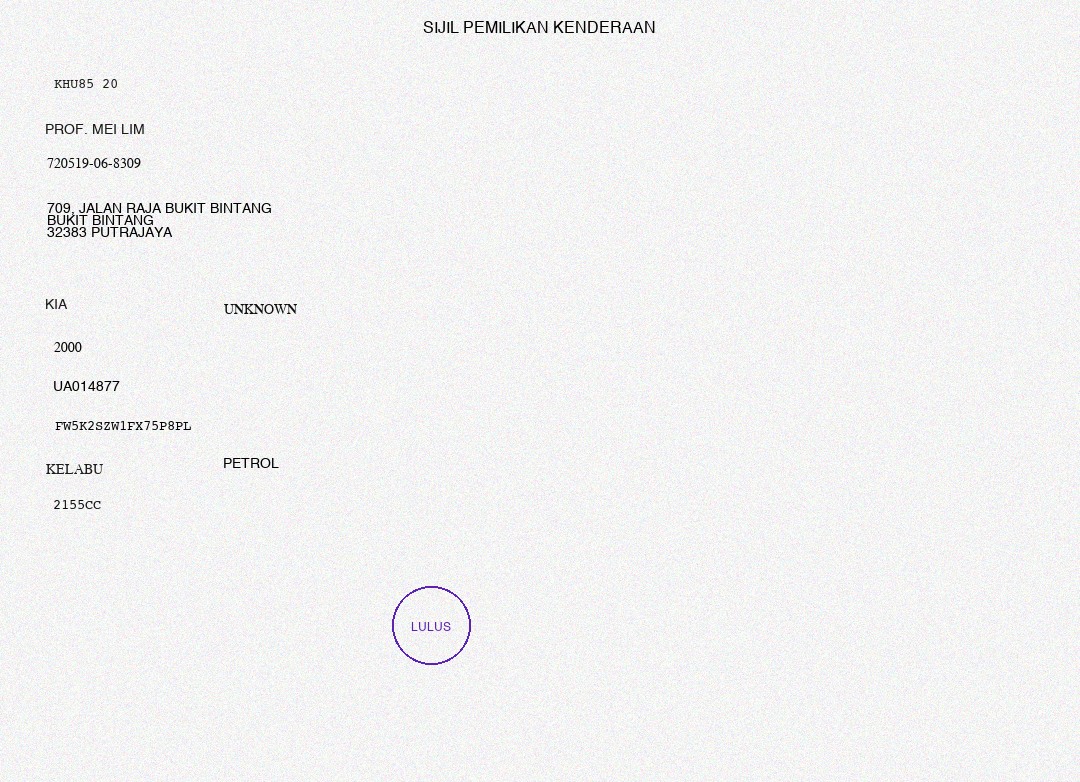 SIJIL PEMILIKAN KENDERAAN
KHU85 20
PROF. MEI LIM
720519-06-8309
709, JALAN RAJA BUKIT BINTANG
BUKIT BINTANG
32383 PUTRAJAYA
KIA UNKNOWN
2000
UA014877
FW5K2SZW1FX75P8PL
KELABU PETROL
2155CC
LULUS